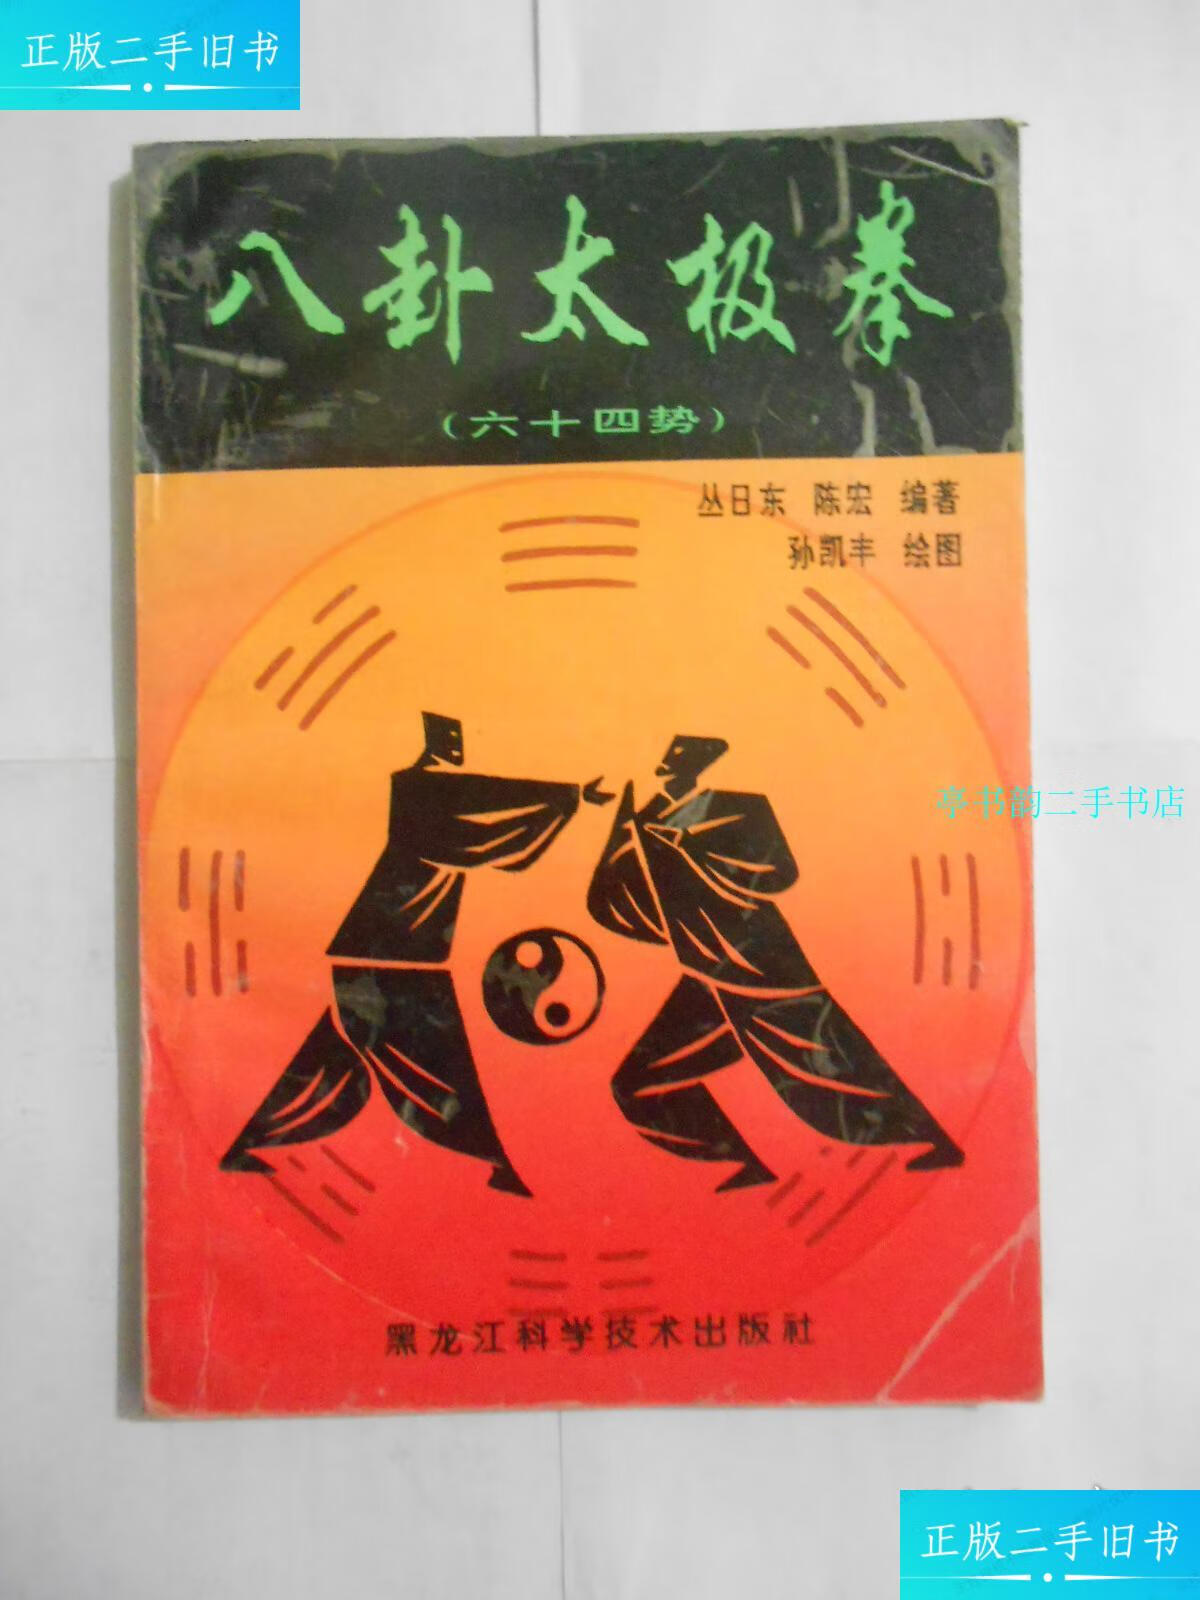 正版二手旧书
八卦太极拳
(六十四势)
丛日东 陈宏 编著
孙凯丰 绘图
亭书韵二手书店
黑龙江科学技术出版社
正版二手旧书